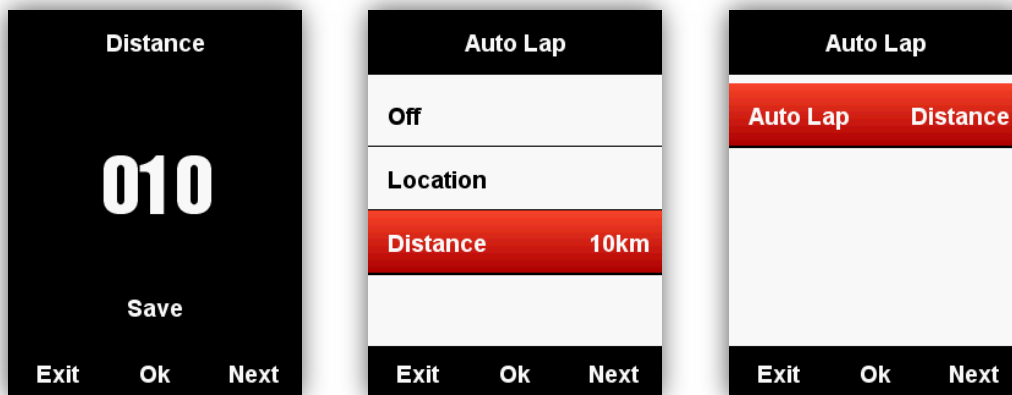 Distance
010
Save
Exit Ok Next
Auto Lap
Off
Location
Distance 10km
Exit Ok Next
Auto Lap
Auto Lap Distance
Exit Ok Next